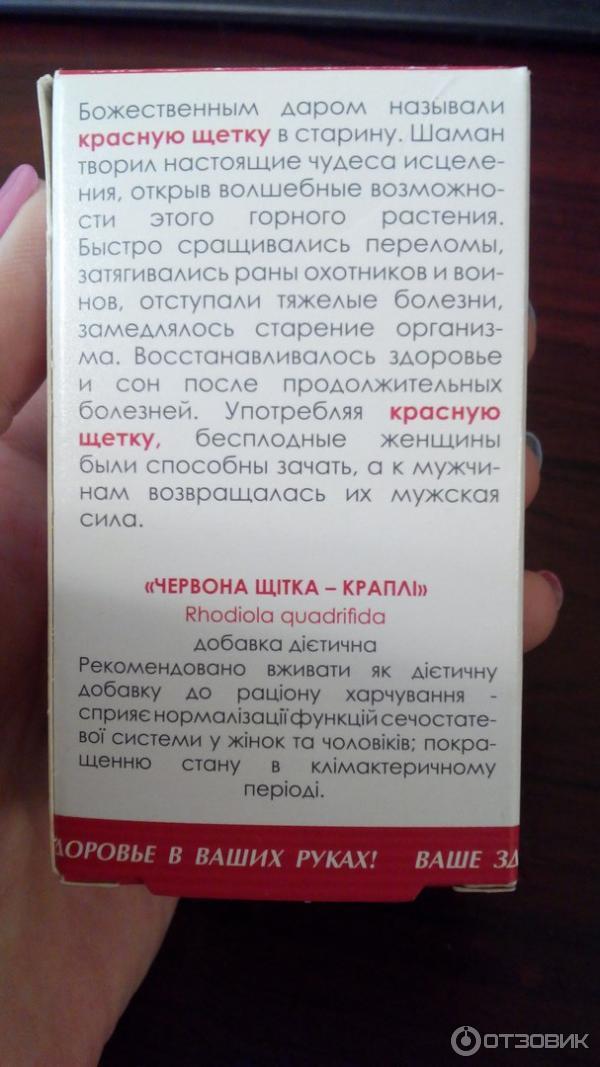 Божественным даром называли
красную щетку в старину. Шаман
творил настоящие чудеса исцеле-
ния, открыв волшебные возможно-
сти этого горного растения.
Быстро сращивались переломы,
затягивались раны охотников и вои-
нов, отступали тяжелые болезни,
замедлялось старение организ-
ма. Восстанавливалось здоровье
и сон после продолжительных
болезней. Употребляя красную
щетку, бесплодные женщины
были способны зачать, а к мужчи-
нам возвращалась их мужская
сила.
«ЧЕРВОНА ЩІТКА – КРАПЛІ»
Rhodiola quadrifida
добавка дієтична
Рекомендовано вживати як дієтичну
добавку до раціону харчування -
сприяє нормалізації функцій сечостате-
вої системи у жінок та чоловіків; покра-
щенню стану в клімактеричному
періоді.
ДОРОВЬЕ В ВАШИХ РУКАХ! ВАШЕ ЗД
ОТЗОВИК